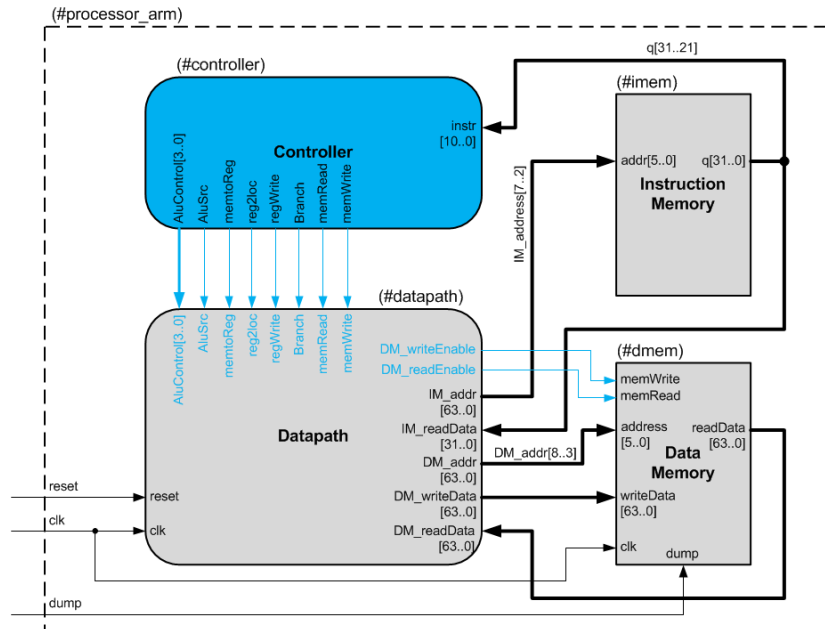 (#processor_arm)
q[31..21]
(#controller)
(#imem)
instr
[10..0]
Controller
AluControl[3..0]
AluSrc
memtoReg
reg2loc
regWrite
Branch
memRead
memWrite
addr[5..0]
q[31..0]
Instruction
Memory
IM_address[7..2]
(#datapath)
AluControl[3..0]
AluSrc
memtoReg
reg2loc
regWrite
Branch
memRead
memWrite
DM_writeEnable
DM_readEnable
(#dmem)
memWrite
memRead
IM_addr
[63..0]
Datapath
IM_readData
[31..0]
DM_addr
[63..0]
DM_addr[8..3]
address
[5..0]
readData
[63..0]
Data
Memory
reset
reset
DM_writeData
[63..0]
writeData
[63..0]
clk
clk
DM_readData
[63..0]
clk
dump
dump